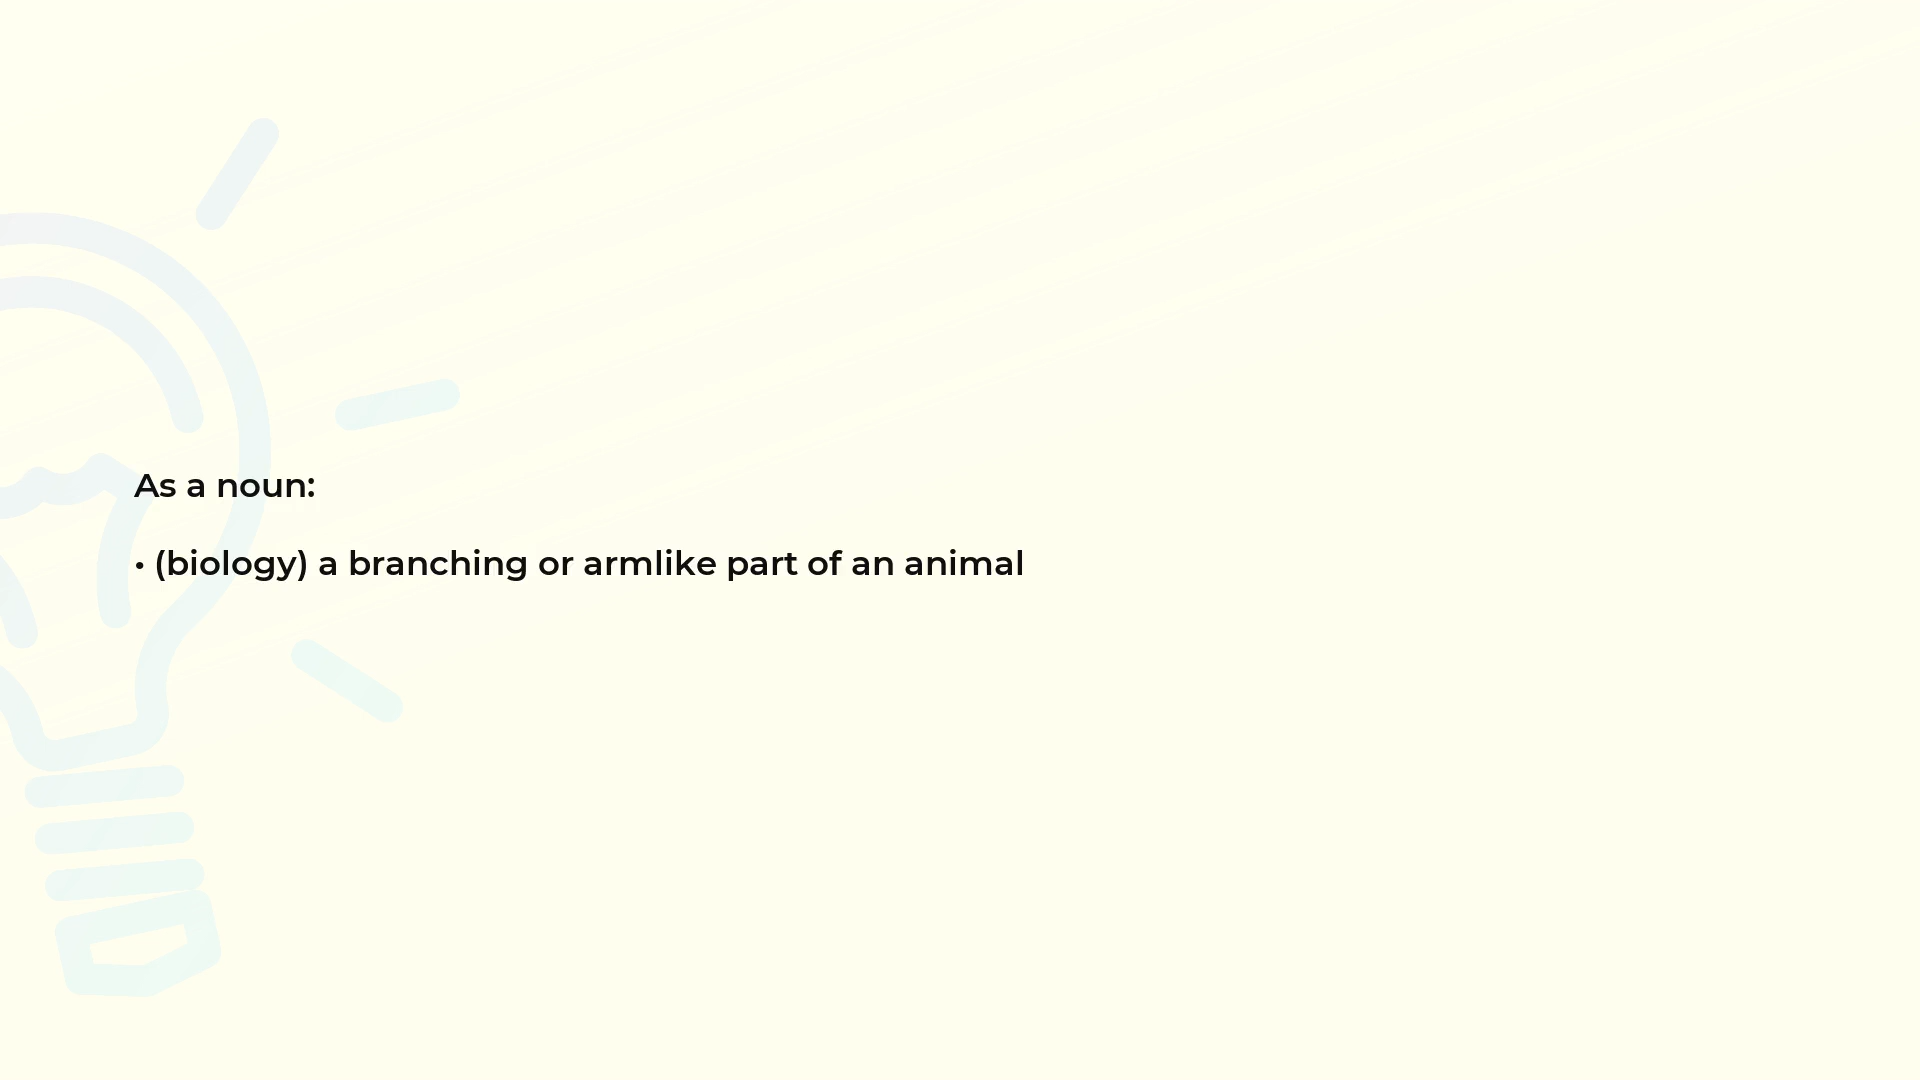 As a noun:
• (biology) a branching or armlike part of an animal